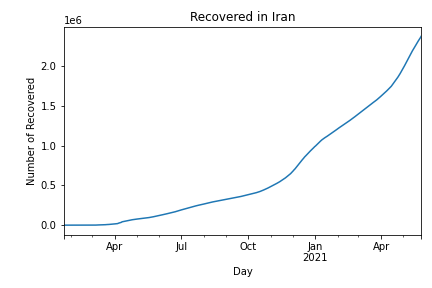 Recovered in Iran
1e6
Number of Recovered
2.0
1.5
1.0
0.5
0.0
Apr Jul Oct Jan Apr
2021
Day